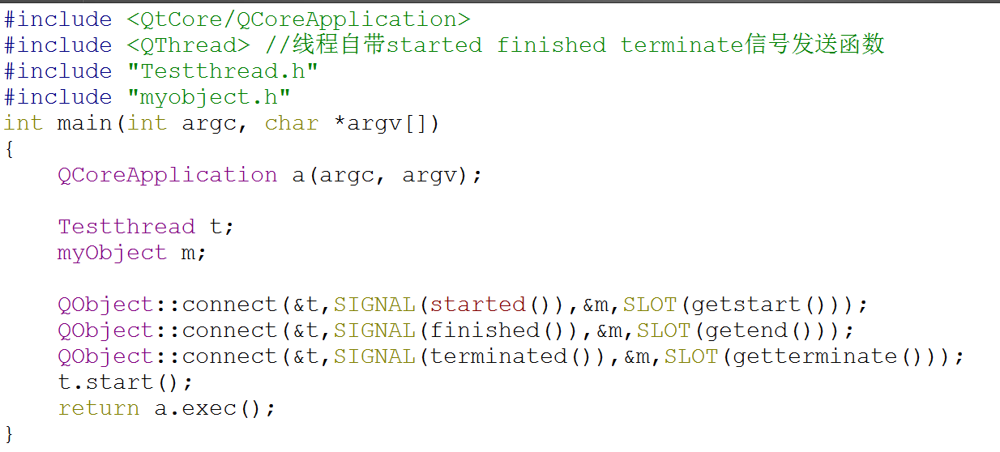 #include <QtCore/QCoreApplication>
#include <QThread> //线程自带started finished terminate信号发送函数
#include "Testthread.h"
#include "myobject.h"
int main(int argc, char *argv[])
{
    QCoreApplication a(argc, argv);
    Testthread t;
    myObject m;
    QObject::connect(&t,SIGNAL(started()),&m,SLOT(getstart()));
    QObject::connect(&t,SIGNAL(finished()),&m,SLOT(getend()));
    QObject::connect(&t,SIGNAL(terminated()),&m,SLOT(getterminate()));
    t.start();
    return a.exec();
}